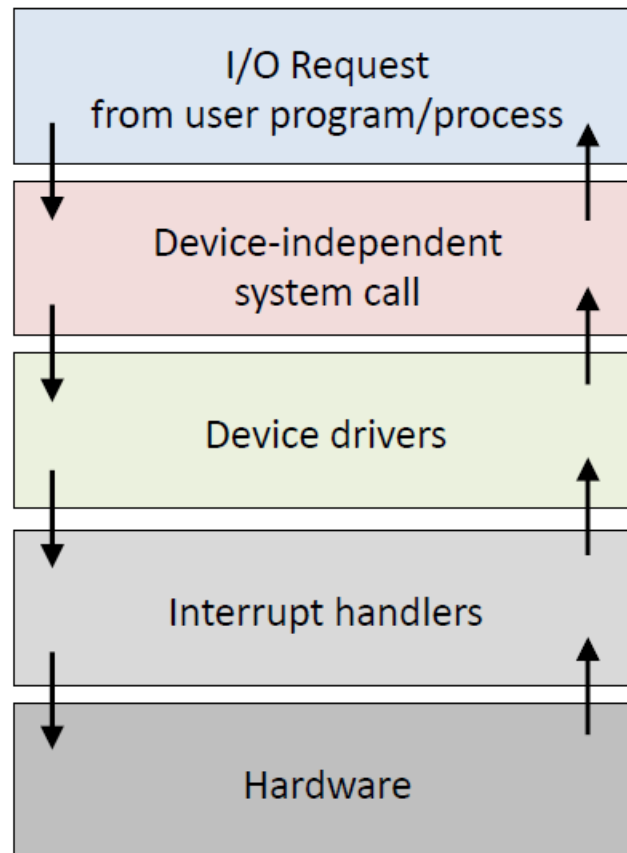 I/O Request
from user program/process
Device-independent
system call
Device drivers
Interrupt handlers
Hardware